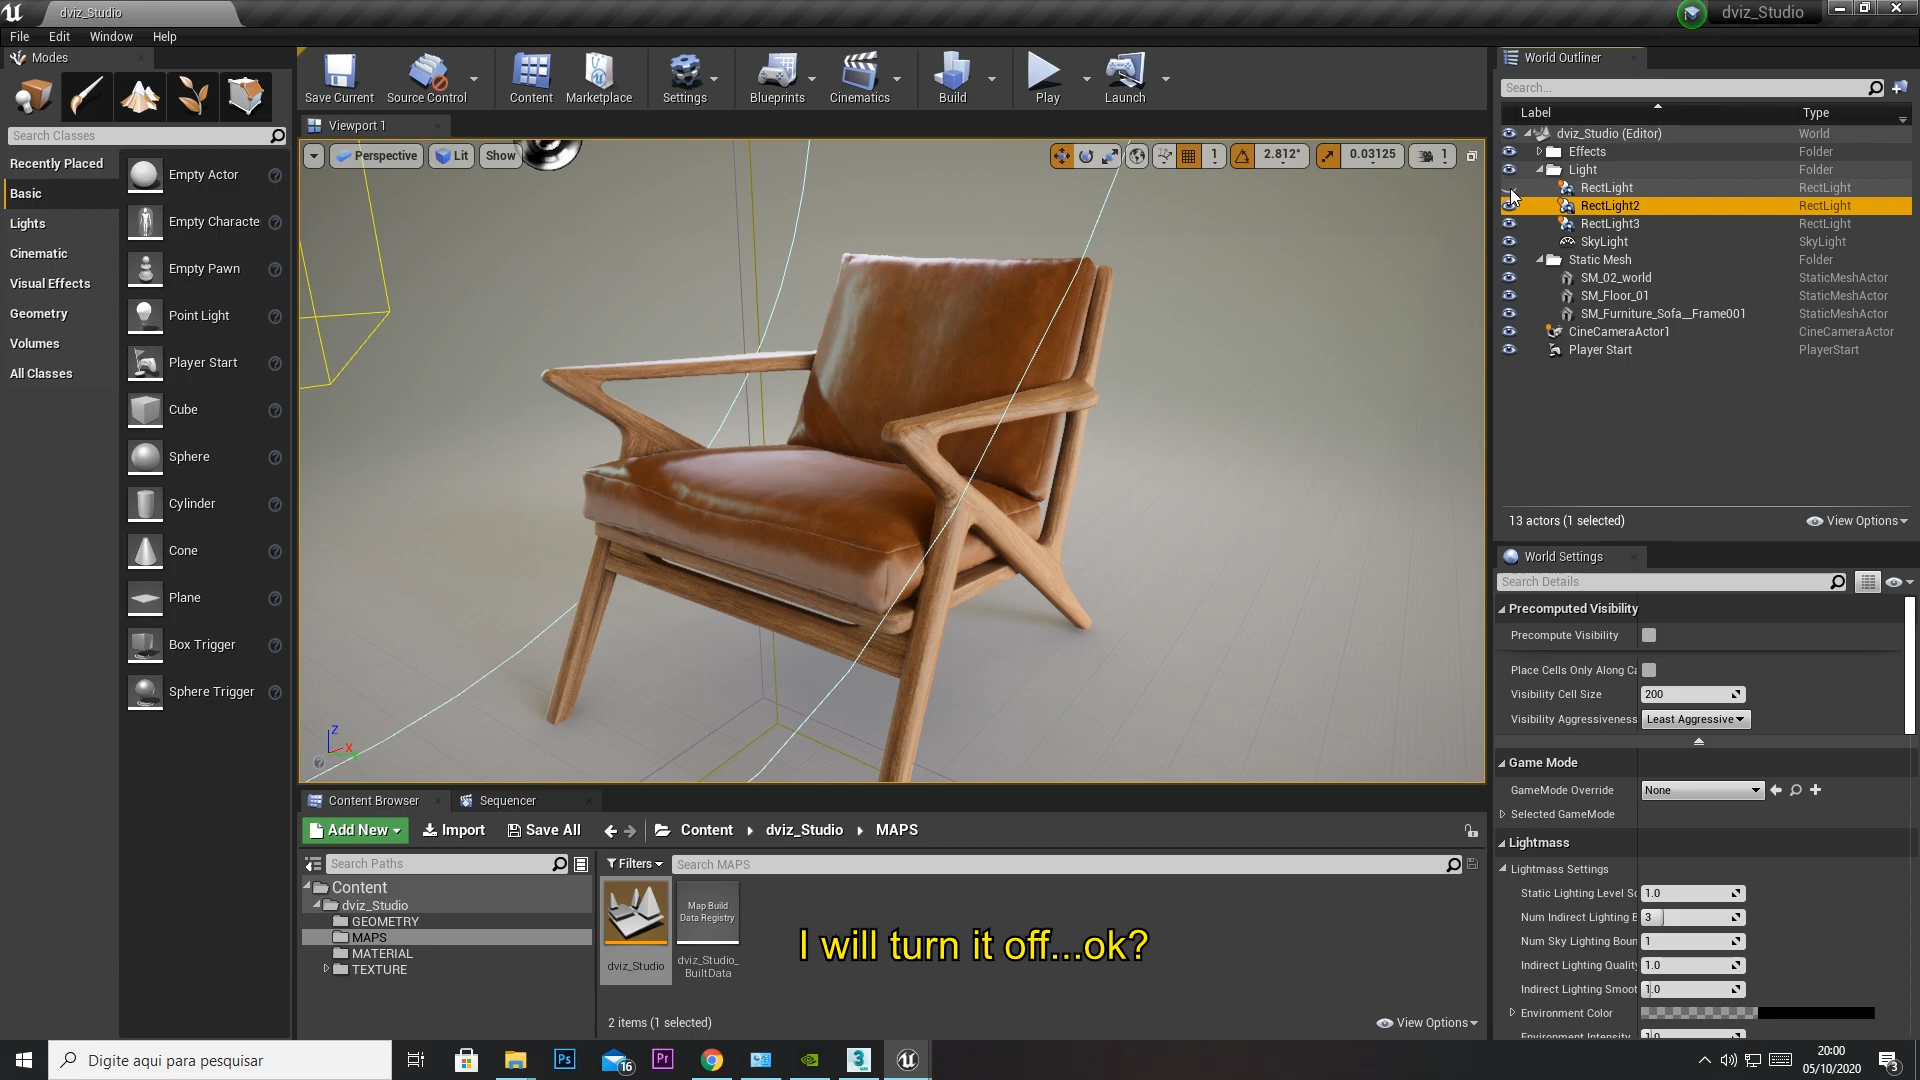 dviz_Studio
dviz_Studio
File Edit Window Help
Modes
Search Classes
Recently Placed
Basic
Lights
Cinematic
Visual Effects
Geometry
Volumes
All Classes
Empty Actor
Empty Characte
Empty Pawn
Point Light
Player Start
Cube
Sphere
Cylinder
Cone
Plane
Box Trigger
Sphere Trigger
Save Current Source Control Content Marketplace Settings Blueprints Cinematics Build Play Launch
Viewport 1
Perspective Lit Show 1 2.812° 0.03125 1
Z
X
World Outliner
Search...
Label Type
dviz_Studio (Editor) World
Effects Folder
Light Folder
RectLight RectLight
RectLight2 RectLight
RectLight3 RectLight
SkyLight SkyLight
Static Mesh Folder
SM_02_world StaticMeshActor
SM_Floor_01 StaticMeshActor
SM_Furniture_Sofa__Frame001 StaticMeshActor
CineCameraActor1 CineCameraActor
Player Start PlayerStart
13 actors (1 selected) View Options
World Settings
Search Details
Precomputed Visibility
Precompute Visibility
Place Cells Only Along Ca
Visibility Cell Size 200
Visibility Aggressiveness Least Aggressive
Game Mode
GameMode Override None
Selected GameMode
Lightmass
Lightmass Settings
Static Lighting Level Sc 1.0
Num Indirect Lighting B 3
Num Sky Lighting Boun 1
Indirect Lighting Quality 1.0
Indirect Lighting Smoot 1.0
Environment Color
Environment Intensity 1.0
Content Browser Sequencer
Add New Import Save All Content dviz_Studio MAPS
Search Paths Filters Search MAPS
Content
dviz_Studio
GEOMETRY
MAPS
MATERIAL
TEXTURE
dviz_Studio
Map Build
Data Registry
dviz_Studio_
BuiltData
I will turn it off...ok?
2 items (1 selected) View Options
Digite aqui para pesquisar
Ps
16
Pr
3
20:00
05/10/2020
3